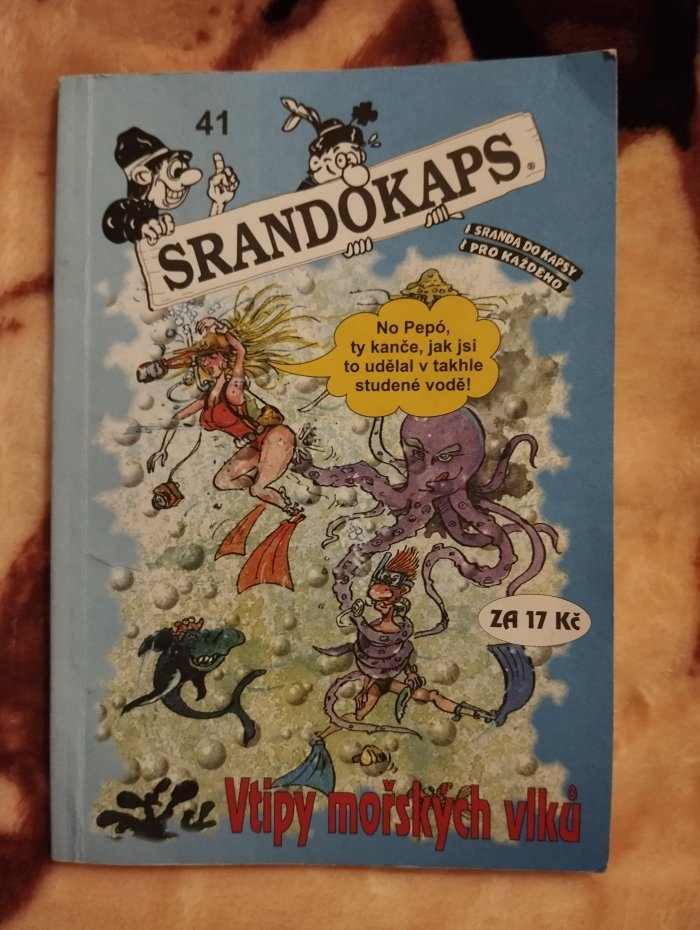 41
SRANDOKAPS®
SRANDA DO KAPSY
PRO KAŽDÉHO
No Pepó,
ty kanče, jak jsi
to udělal v takhle
studené vodě!
ZA 17 Kč
Vtipy mořských vlků